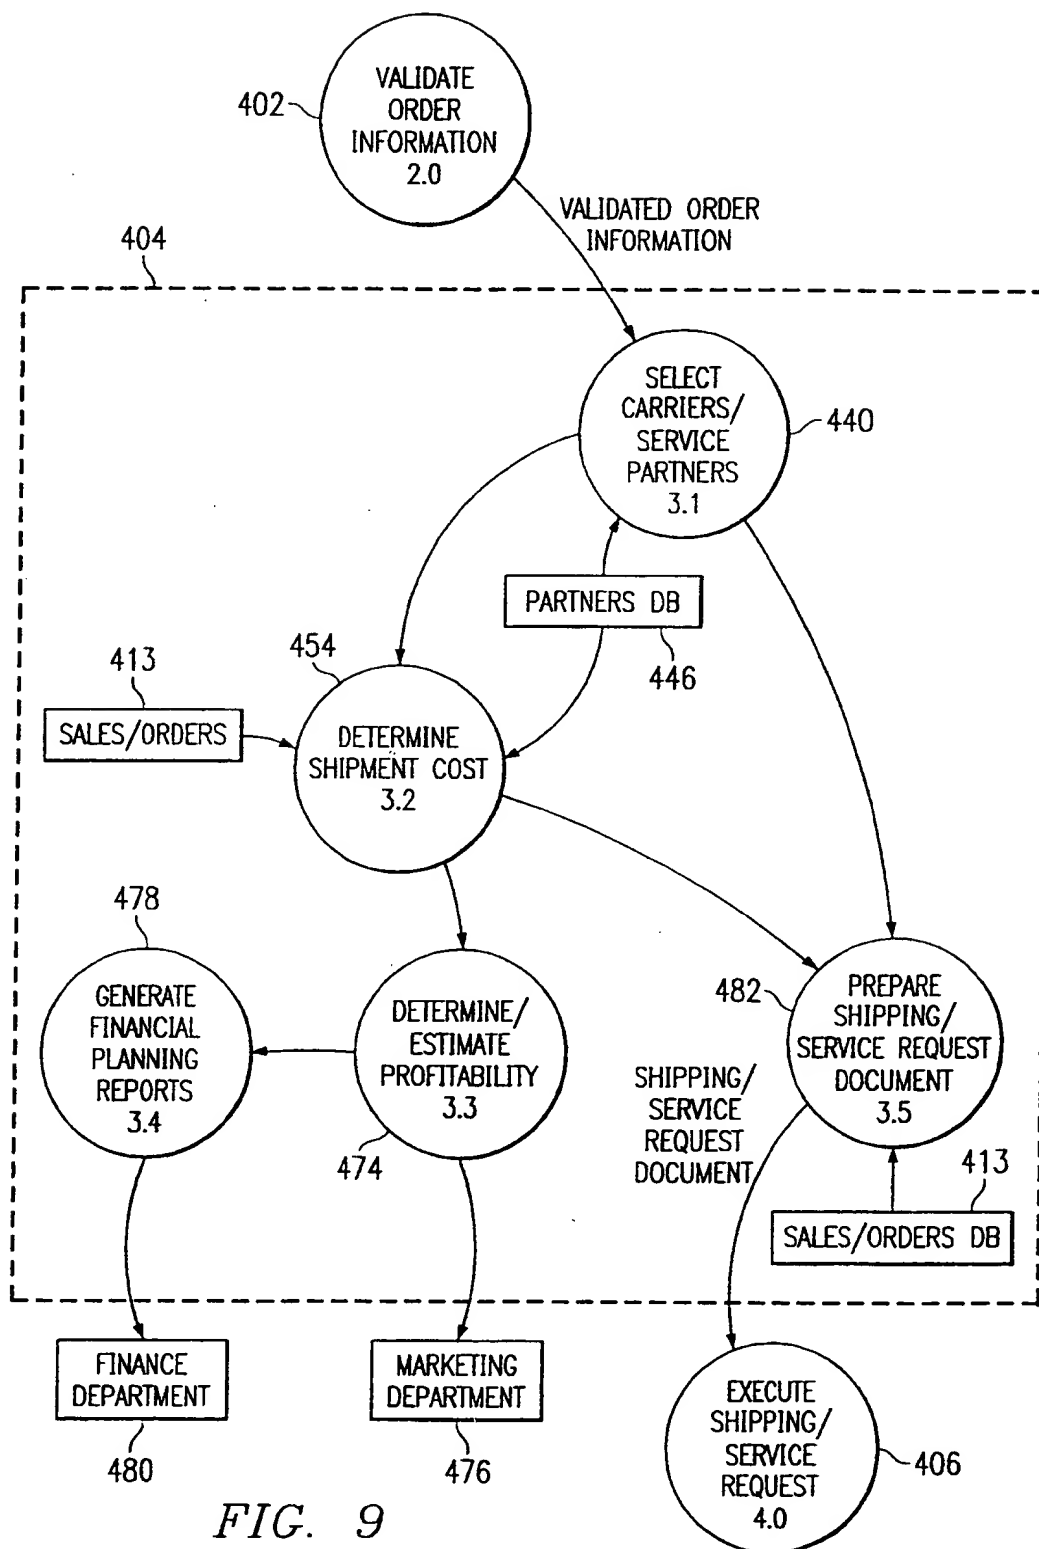 VALIDATE
ORDER
INFORMATION
2.0
402
VALIDATED ORDER
INFORMATION
404
SELECT
CARRIERS/
SERVICE
PARTNERS
3.1
440
PARTNERS DB
446
454
413
SALES/ORDERS
DETERMINE
SHIPMENT COST
3.2
478
GENERATE
FINANCIAL
PLANNING
REPORTS
3.4
DETERMINE/
ESTIMATE
PROFITABILITY
3.3
474
482
PREPARE
SHIPPING/
SERVICE REQUEST
DOCUMENT
3.5
SHIPPING/
SERVICE
REQUEST
DOCUMENT
413
SALES/ORDERS DB
FINANCE
DEPARTMENT
480
MARKETING
DEPARTMENT
476
EXECUTE
SHIPPING/
SERVICE
REQUEST
4.0
406
FIG. 9